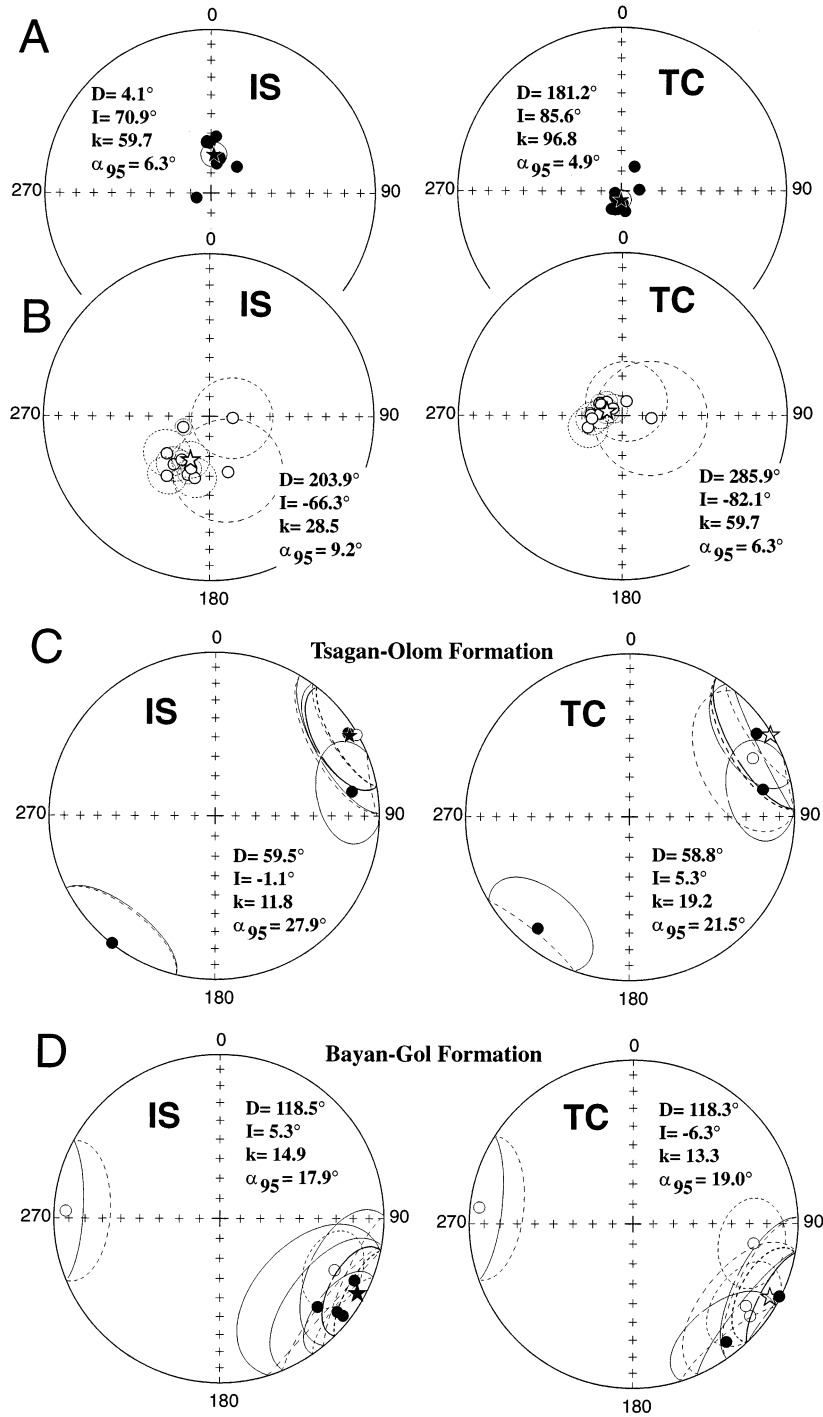 A
0
IS
D= 4.1°
I= 70.9°
k= 59.7
α95= 6.3°
270
90
0
TC
D= 181.2°
I= 85.6°
k= 96.8
α95= 4.9°
270
90
B
0
IS
270
90
D= 203.9°
I= -66.3°
k= 28.5
α95= 9.2°
180
0
TC
270
90
D= 285.9°
I= -82.1°
k= 59.7
α95= 6.3°
180
C
Tsagan-Olom Formation
0
IS
270
90
D= 59.5°
I= -1.1°
k= 11.8
α95= 27.9°
180
0
TC
270
90
D= 58.8°
I= 5.3°
k= 19.2
α95= 21.5°
180
D
Bayan-Gol Formation
0
IS
D= 118.5°
I= 5.3°
k= 14.9
α95= 17.9°
270
90
180
0
TC
D= 118.3°
I= -6.3°
k= 13.3
α95= 19.0°
270
90
180